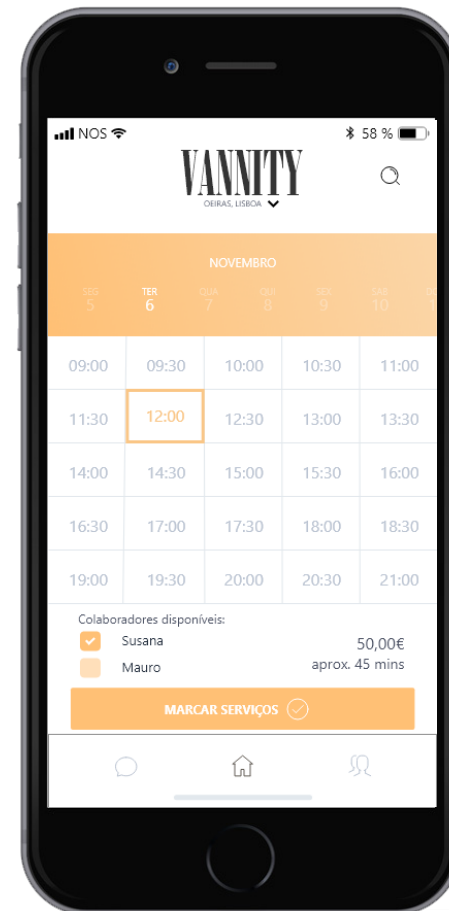 NOS 58 %
VANNITY
OEIRAS, LISBOA
NOVEMBRO
SEG TER QUA QUI SEX SAB
5 6 7 8 9 10
09:00 09:30 10:00 10:30 11:00
11:30 12:00 12:30 13:00 13:30
14:00 14:30 15:00 15:30 16:00
16:30 17:00 17:30 18:00 18:30
19:00 19:30 20:00 20:30 21:00
Colaboradores disponíveis:
Susana 50,00€
Mauro aprox. 45 mins
MARCAR SERVIÇOS